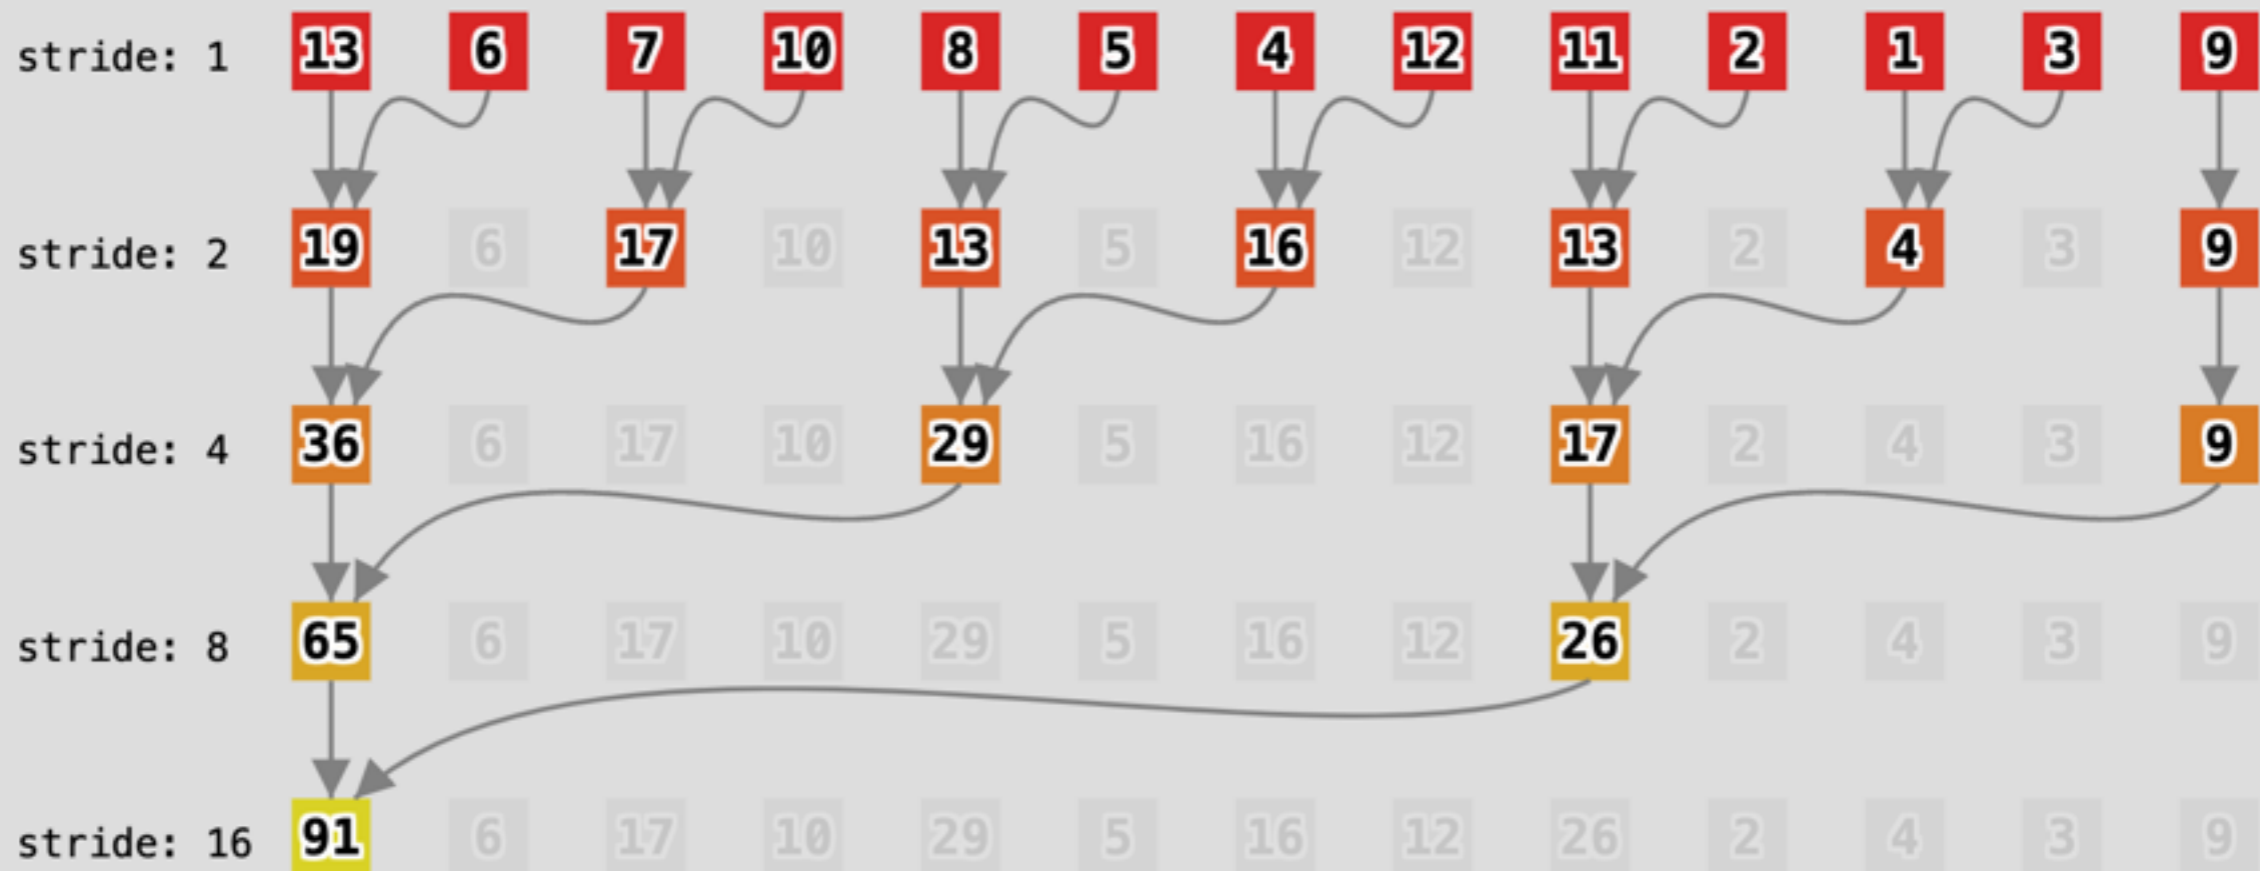 stride: 1 13 6 7 10 8 5 4 12 11 2 1 3 9
stride: 2 19 6 17 10 13 5 16 12 13 2 4 3 9
stride: 4 36 6 17 10 29 5 16 12 17 2 4 3 9
stride: 8 65 6 17 10 29 5 16 12 26 2 4 3 9
stride: 16 91 6 17 10 29 5 16 12 26 2 4 3 9